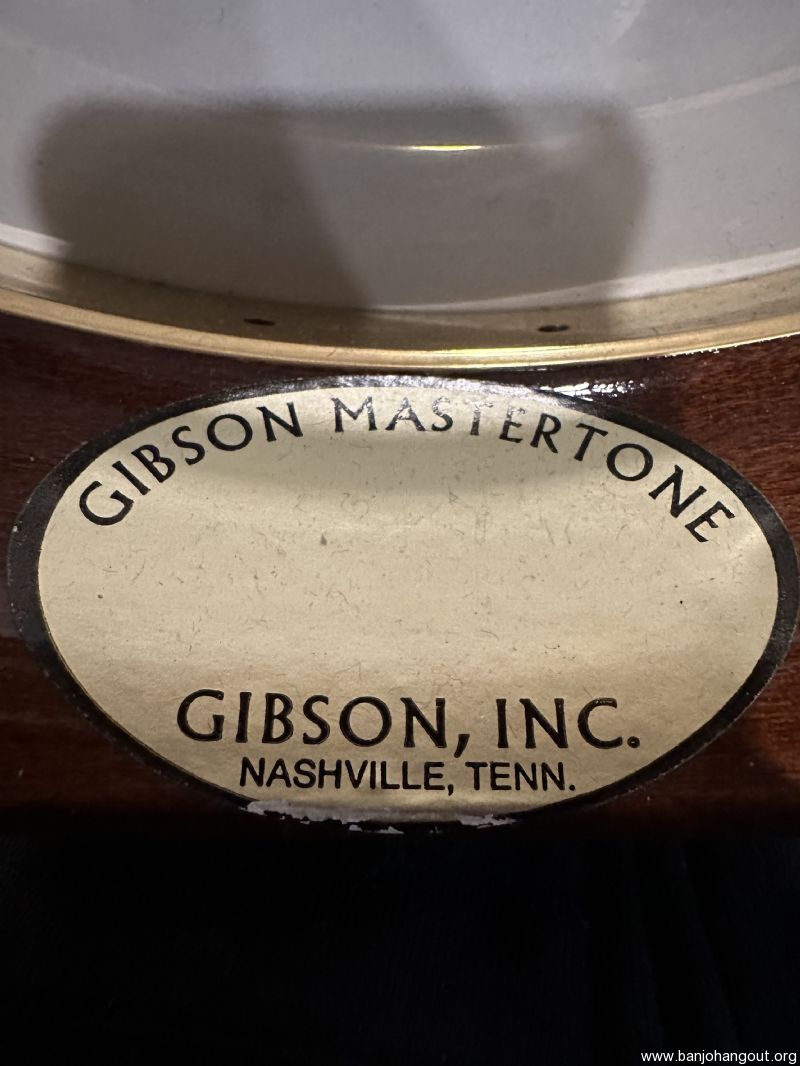 GIBSON MASTERTONE
GIBSON, INC.
NASHVILLE, TENN.
www.banjohangout.org